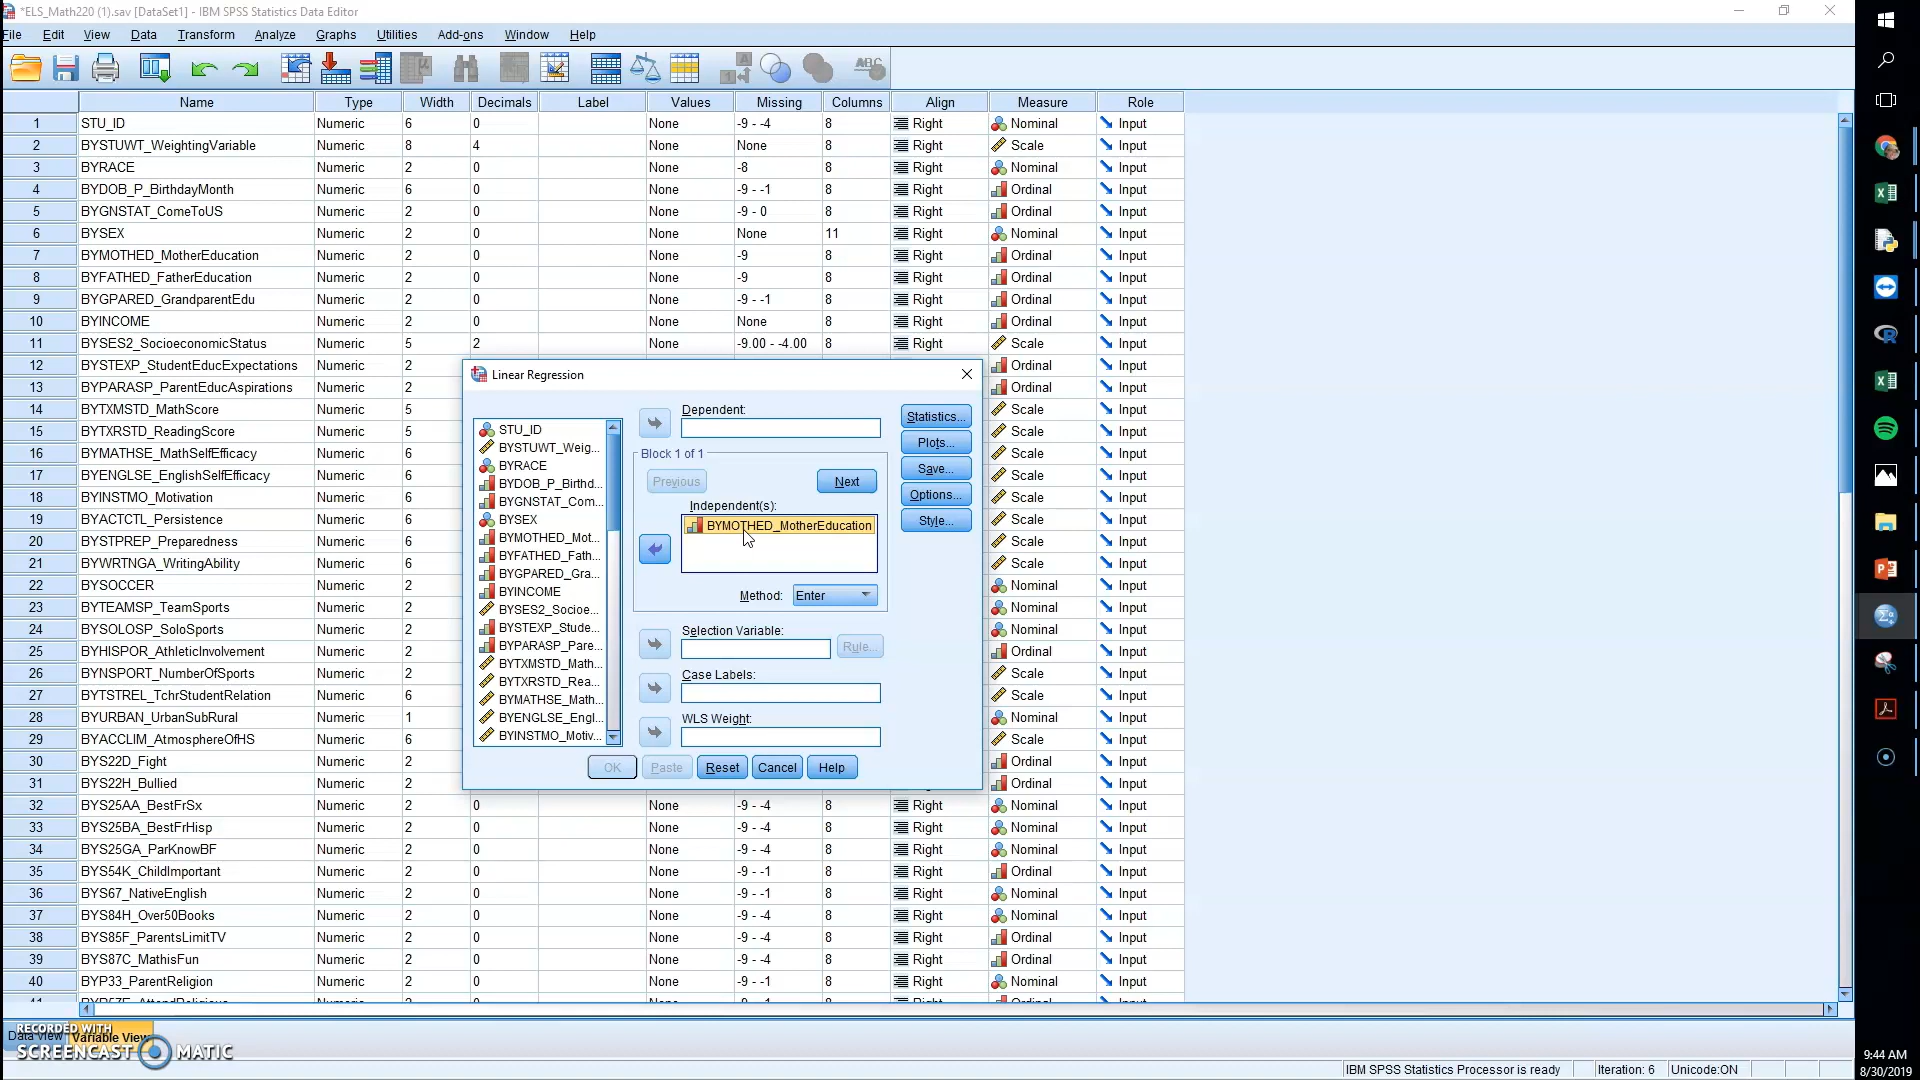 *ELS_Math220 (1).sav [DataSet1] - IBM SPSS Statistics Data Editor
File Edit View Data Transform Analyze Graphs Utilities Add-ons Window Help
Name Type Width Decimals Label Values Missing Columns Align Measure Role
1 STU_ID Numeric 6 0 None -9 - -4 8 Right Nominal Input
2 BYSTUWT_WeightingVariable Numeric 8 4 None None 8 Right Scale Input
3 BYRACE Numeric 2 0 None -8 8 Right Nominal Input
4 BYDOB_P_BirthdayMonth Numeric 6 0 None -9 - -1 8 Right Ordinal Input
5 BYGNSTAT_ComeToUS Numeric 2 0 None -9 - 0 8 Right Ordinal Input
6 BYSEX Numeric 2 0 None None 11 Right Nominal Input
7 BYMOTHED_MotherEducation Numeric 2 0 None -9 8 Right Ordinal Input
8 BYFATHED_FatherEducation Numeric 2 0 None -9 8 Right Ordinal Input
9 BYGPARED_GrandparentEdu Numeric 2 0 None -9 - -1 8 Right Ordinal Input
10 BYINCOME Numeric 2 0 None None 8 Right Ordinal Input
11 BYSES2_SocioeconomicStatus Numeric 5 2 None -9.00 - -4.00 8 Right Scale Input
12 BYSTEXP_StudentEducExpectations Numeric 2 Ordinal Input
13 BYPARASP_ParentEducAspirations Numeric 2 Ordinal Input
14 BYTXMSTD_MathScore Numeric 5 Scale Input
15 BYTXRSTD_ReadingScore Numeric 5 Scale Input
16 BYMATHSE_MathSelfEfficacy Numeric 6 Scale Input
17 BYENGLSE_EnglishSelfEfficacy Numeric 6 Scale Input
18 BYINSTMO_Motivation Numeric 6 Scale Input
19 BYACTCTL_Persistence Numeric 6 Scale Input
20 BYSTPREP_Preparedness Numeric 6 Scale Input
21 BYWRTNGA_WritingAbility Numeric 6 Scale Input
22 BYSOCCER Numeric 2 Nominal Input
23 BYTEAMSP_TeamSports Numeric 2 Nominal Input
24 BYSOLOSP_SoloSports Numeric 2 Nominal Input
25 BYHISPOR_AthleticInvolvement Numeric 2 Ordinal Input
26 BYNSPORT_NumberOfSports Numeric 2 Scale Input
27 BYTSTREL_TchrStudentRelation Numeric 6 Scale Input
28 BYURBAN_UrbanSubRural Numeric 1 Nominal Input
29 BYACCLIM_AtmosphereOfHS Numeric 6 Scale Input
30 BYS22D_Fight Numeric 2 Ordinal Input
31 BYS22H_Bullied Numeric 2 Ordinal Input
32 BYS25AA_BestFrSx Numeric 2 0 None -9 - -4 8 Right Nominal Input
33 BYS25BA_BestFrHisp Numeric 2 0 None -9 - -4 8 Right Nominal Input
34 BYS25GA_ParKnowBF Numeric 2 0 None -9 - -4 8 Right Nominal Input
35 BYS54K_ChildImportant Numeric 2 0 None -9 - -1 8 Right Ordinal Input
36 BYS67_NativeEnglish Numeric 2 0 None -9 - -1 8 Right Nominal Input
37 BYS84H_Over50Books Numeric 2 0 None -9 - -4 8 Right Nominal Input
38 BYS85F_ParentsLimitTV Numeric 2 0 None -9 - -4 8 Right Ordinal Input
39 BYS87C_MathisFun Numeric 2 0 None -9 - -4 8 Right Ordinal Input
40 BYP33_ParentReligion Numeric 2 0 None -9 - -1 8 Right Nominal Input
Linear Regression
STU_ID
BYSTUWT_Weig...
BYRACE
BYDOB_P_Birthd...
BYGNSTAT_Com...
BYSEX
BYMOTHED_Mot...
BYFATHED_Fath...
BYGPARED_Gra...
BYINCOME
BYSES2_Socioe...
BYSTEXP_Stude...
BYPARASP_Pare...
BYTXMSTD_Math...
BYTXRSTD_Rea...
BYMATHSE_Math...
BYENGLSE_Engl...
BYINSTMO_Motiv...
Dependent:
Block 1 of 1
Previous Next
Independent(s):
BYMOTHED_MotherEducation
Method: Enter
Selection Variable:
Rule...
Case Labels:
WLS Weight:
Statistics...
Plots...
Save...
Options...
Style...
OK Paste Reset Cancel Help
Data View Variable View
RECORDED WITH
SCREENCAST MATIC
IBM SPSS Statistics Processor is ready Iteration: 6 Unicode:ON
9:44 AM
8/30/2019